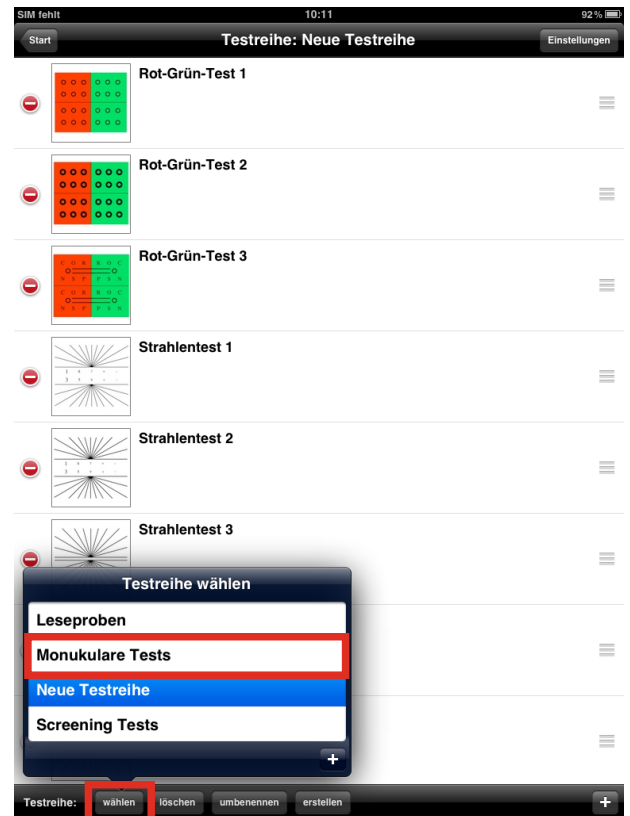 SIM fehlt 10:11 92 %
Start Testreihe: Neue Testreihe Einstellungen
Rot-Grün-Test 1
Rot-Grün-Test 2
Rot-Grün-Test 3
C O R R O C
N S P P S N
C O R R O C
N S P P S N
Strahlentest 1
Strahlentest 2
Strahlentest 3
Testreihe wählen
Leseproben
Monukulare Tests
Neue Testreihe
Screening Tests
+
Testreihe: wählen löschen umbenennen erstellen +